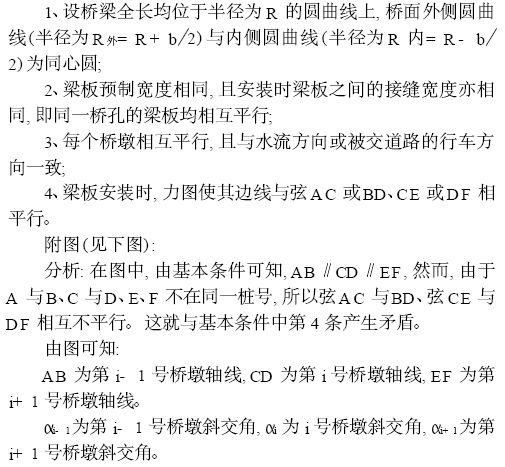 1、设桥梁全长均位于半径为 R 的圆曲线上, 桥面外侧圆曲
线(半径为 R 外= R+ b/2) 与内侧圆曲线(半径为 R 内= R- b/
2) 为同心圆;
2、梁板预制宽度相同, 且安装时梁板之间的接缝宽度亦相
同, 即同一桥孔的梁板均相互平行;
3、每个桥墩相互平行, 且与水流方向或被交道路的行车方
向一致;
4、梁板安装时, 力图使其边线与弦 AC 或BD、CE 或DF 相
平行。
附图(见下图):
分析: 在图中, 由基本条件可知, AB∥CD∥EF, 然而, 由于
A 与B、C 与D、E、F 不在同一桩号, 所以弦AC 与BD、弦 CE 与
DF 相互不平行。这就与基本条件中第 4 条产生矛盾。
由图可知:
AB 为第 i- 1 号桥墩轴线, CD 为第 i 号桥墩轴线, EF 为第
i+ 1 号桥墩轴线。
αi- 1为第 i- 1 号桥墩斜交角, αi 为 i 号桥墩斜交角, αi+ 1为第
i+ 1 号桥墩斜交角。